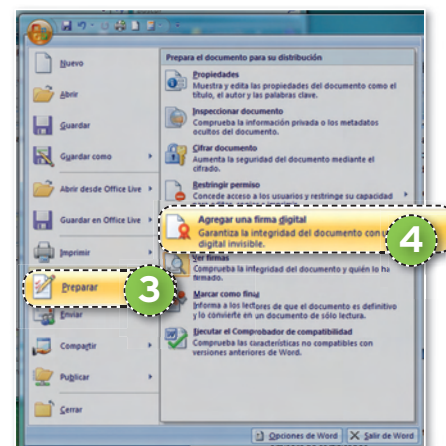 Nuevo
Abrir
Guardar
Guardar como
Abrir desde Office Live
Guardar en Office Live
Imprimir
Preparar
3
Enviar
Compartir
Publicar
Cerrar
Prepara el documento para su distribución
Propiedades
Muestra y edita las propiedades del documento como el
título, el autor y las palabras clave.
Inspeccionar documento
Comprueba la información privada o los metadatos
ocultos del documento.
Cifrar documento
Aumenta la seguridad del documento mediante el
cifrado.
Restringir permiso
Concede acceso a los usuarios y restringe su capacidad
Agregar una firma digital
Garantiza la integridad del documento con
digital invisible.
4
Ver firmas
Comprueba la integridad del documento y quién lo ha
firmado.
Marcar como final
Informa a los lectores de que el documento es definitivo
y lo convierte en un documento de sólo lectura.
Ejecutar el Comprobador de compatibilidad
Comprueba las características no compatibles con
versiones anteriores de Word.
Opciones de Word
Salir de Word